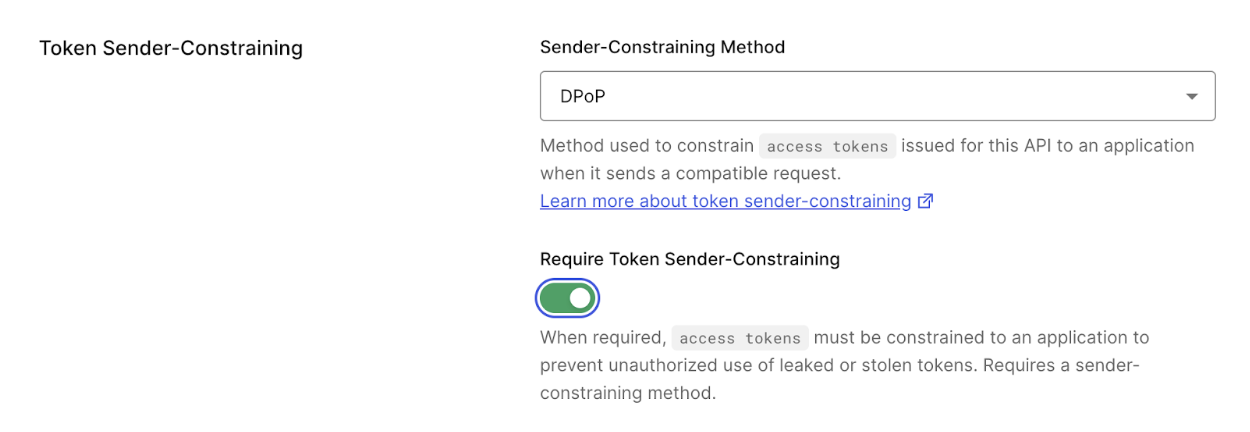 Token Sender-Constraining
Sender-Constraining Method
DPoP
Method used to constrain access tokens issued for this API to an application
when it sends a compatible request.
Learn more about token sender-constraining
Require Token Sender-Constraining
When required, access tokens must be constrained to an application to
prevent unauthorized use of leaked or stolen tokens. Requires a sender-
constraining method.